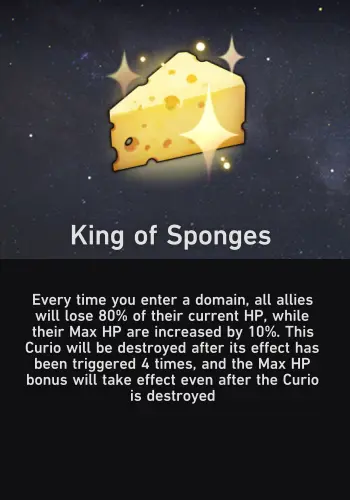 King of Sponges
Every time you enter a domain, all allies
will lose 80% of their current HP, while
their Max HP are increased by 10%. This
Curio will be destroyed after its effect has
been triggered 4 times, and the Max HP
bonus will take effect even after the Curio
is destroyed